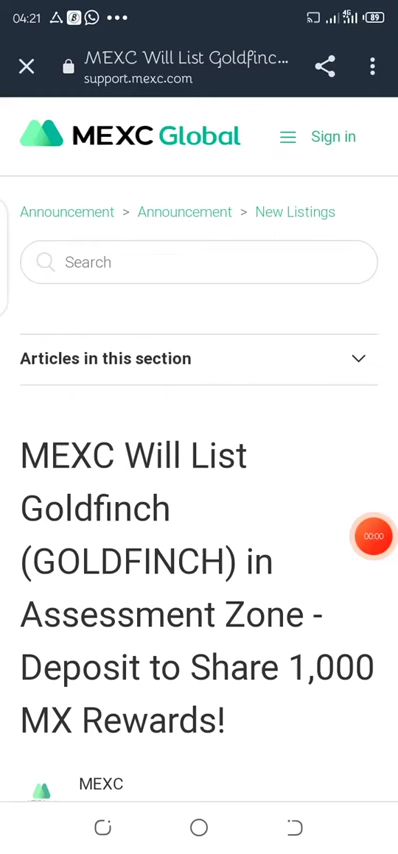 04:21
4G
89
MEXC Will List Goldfinc...
support.mexc.com
MEXC Global
Sign in
Announcement > Announcement > New Listings
Search
Articles in this section
MEXC Will List
Goldfinch
(GOLDFINCH) in
Assessment Zone -
Deposit to Share 1,000
MX Rewards!
00:00
MEXC